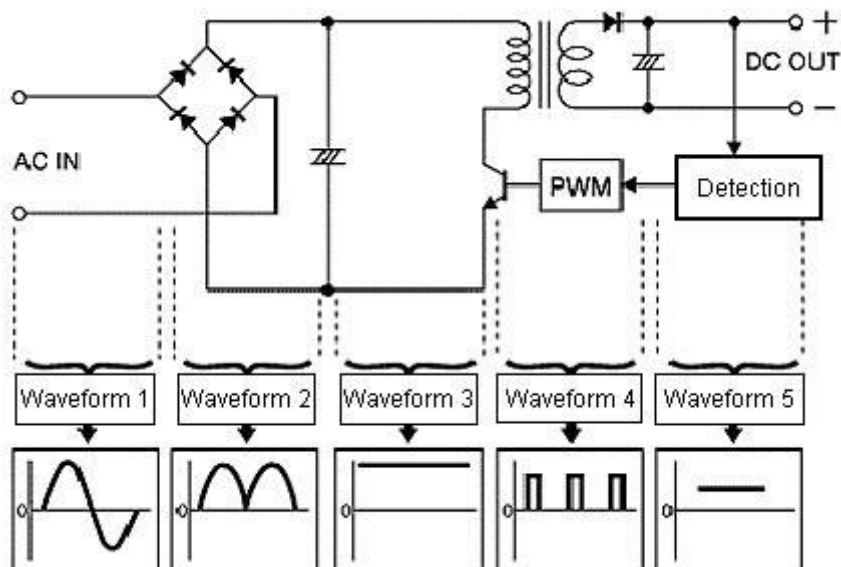 +
DC OUT
−
AC IN
PWM
Detection
Waveform 1
Waveform 2
Waveform 3
Waveform 4
Waveform 5
0
0
0
0
0